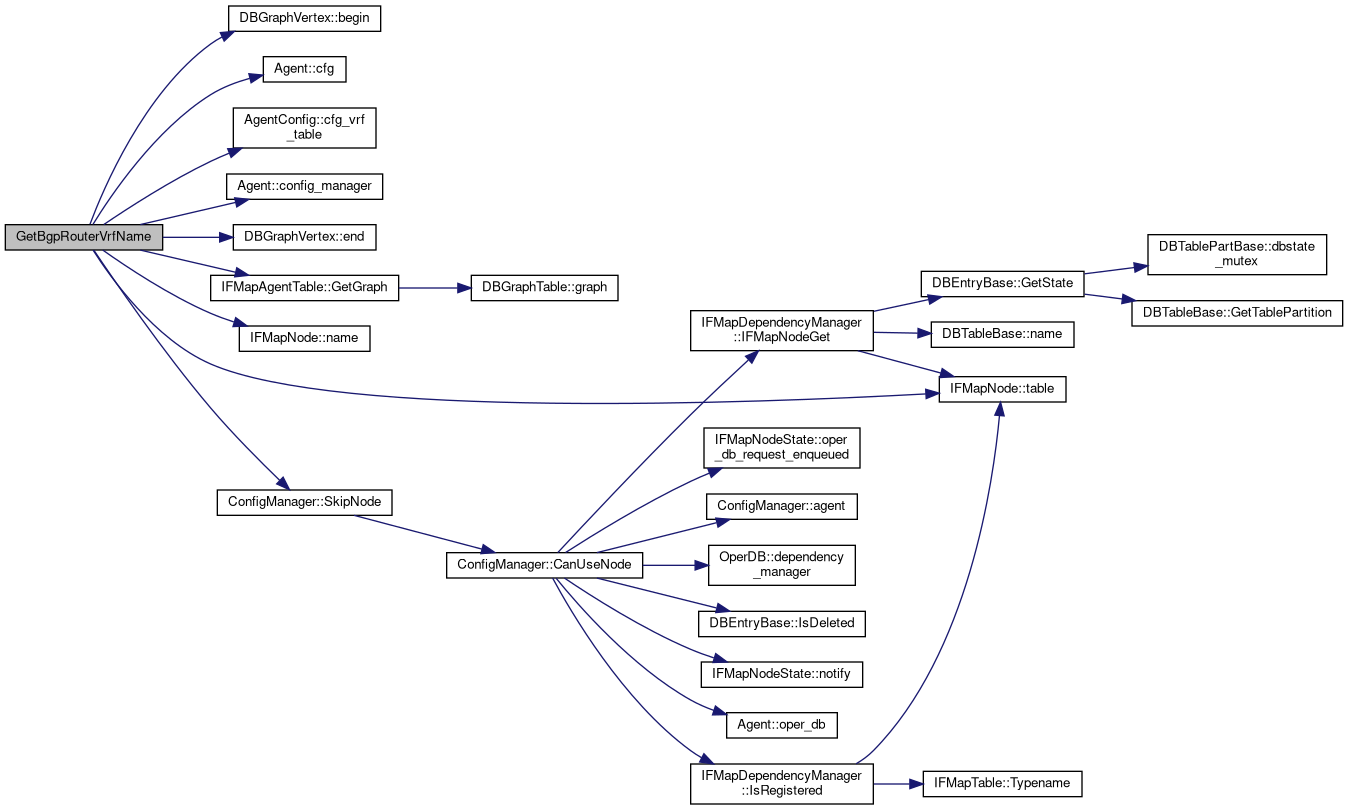 DBGraphVertex::begin
Agent::cfg
AgentConfig::cfg_vrf
_table
Agent::config_manager
GetBgpRouterVrfName
DBGraphVertex::end
IFMapAgentTable::GetGraph
DBGraphTable::graph
IFMapNode::name
ConfigManager::SkipNode
ConfigManager::CanUseNode
IFMapDependencyManager
::IFMapNodeGet
DBEntryBase::GetState
DBTablePartBase::dbstate
_mutex
DBTableBase::GetTablePartition
DBTableBase::name
IFMapNode::table
IFMapNodeState::oper
_db_request_enqueued
ConfigManager::agent
OperDB::dependency
_manager
DBEntryBase::IsDeleted
IFMapNodeState::notify
Agent::oper_db
IFMapDependencyManager
::IsRegistered
IFMapTable::Typename